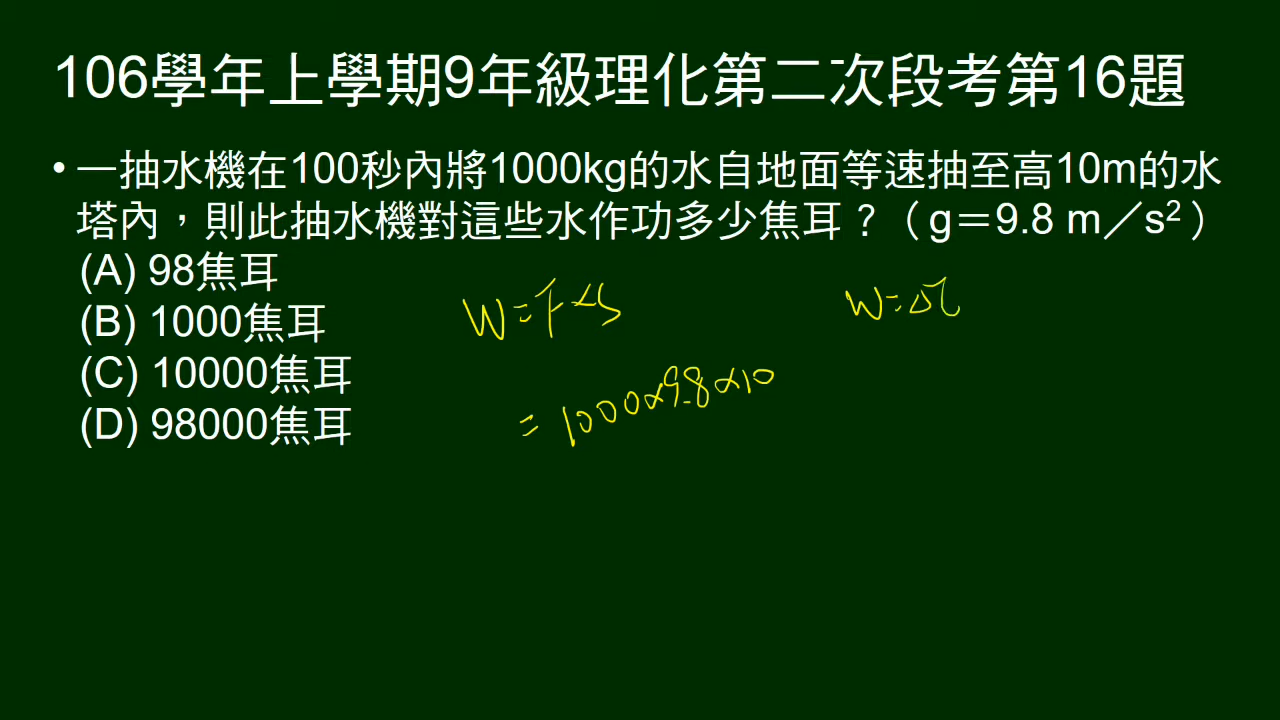 106學年上學期9年級理化第二次段考第16題
• 一抽水機在100秒內將1000kg的水自地面等速抽至高10m的水
塔內，則此抽水機對這些水作功多少焦耳？（g＝9.8 m／s²）
(A) 98焦耳
(B) 1000焦耳
(C) 10000焦耳
(D) 98000焦耳
W=F×S
=1000×9.8×10
W=ΔU